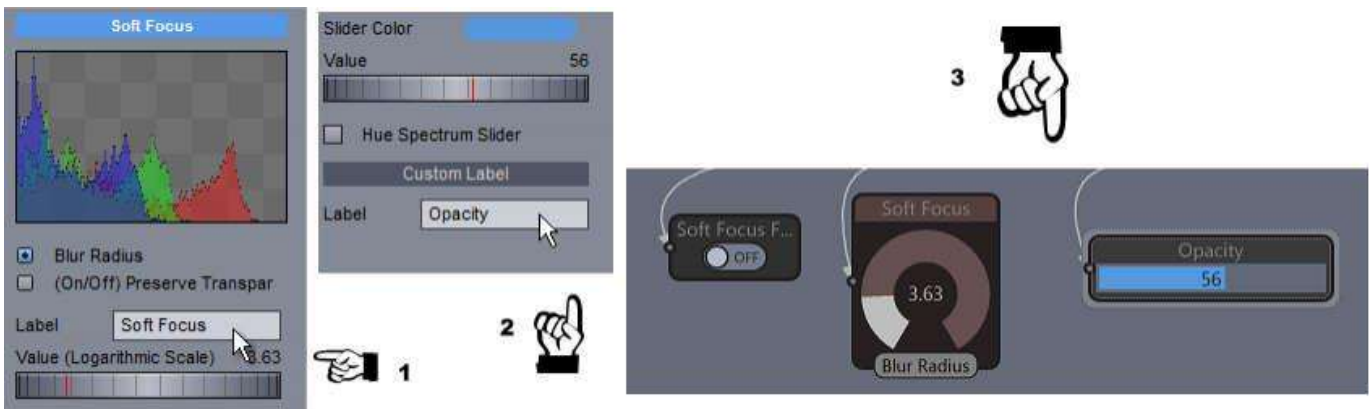 Soft Focus
Blur Radius
(On/Off) Preserve Transpar
Label Soft Focus
Value (Logarithmic Scale) 3.63
1
Slider Color
Value 56
Hue Spectrum Slider
Custom Label
Label Opacity
2
3
Soft Focus F...
OFF
Soft Focus
3.63
Blur Radius
Opacity
56